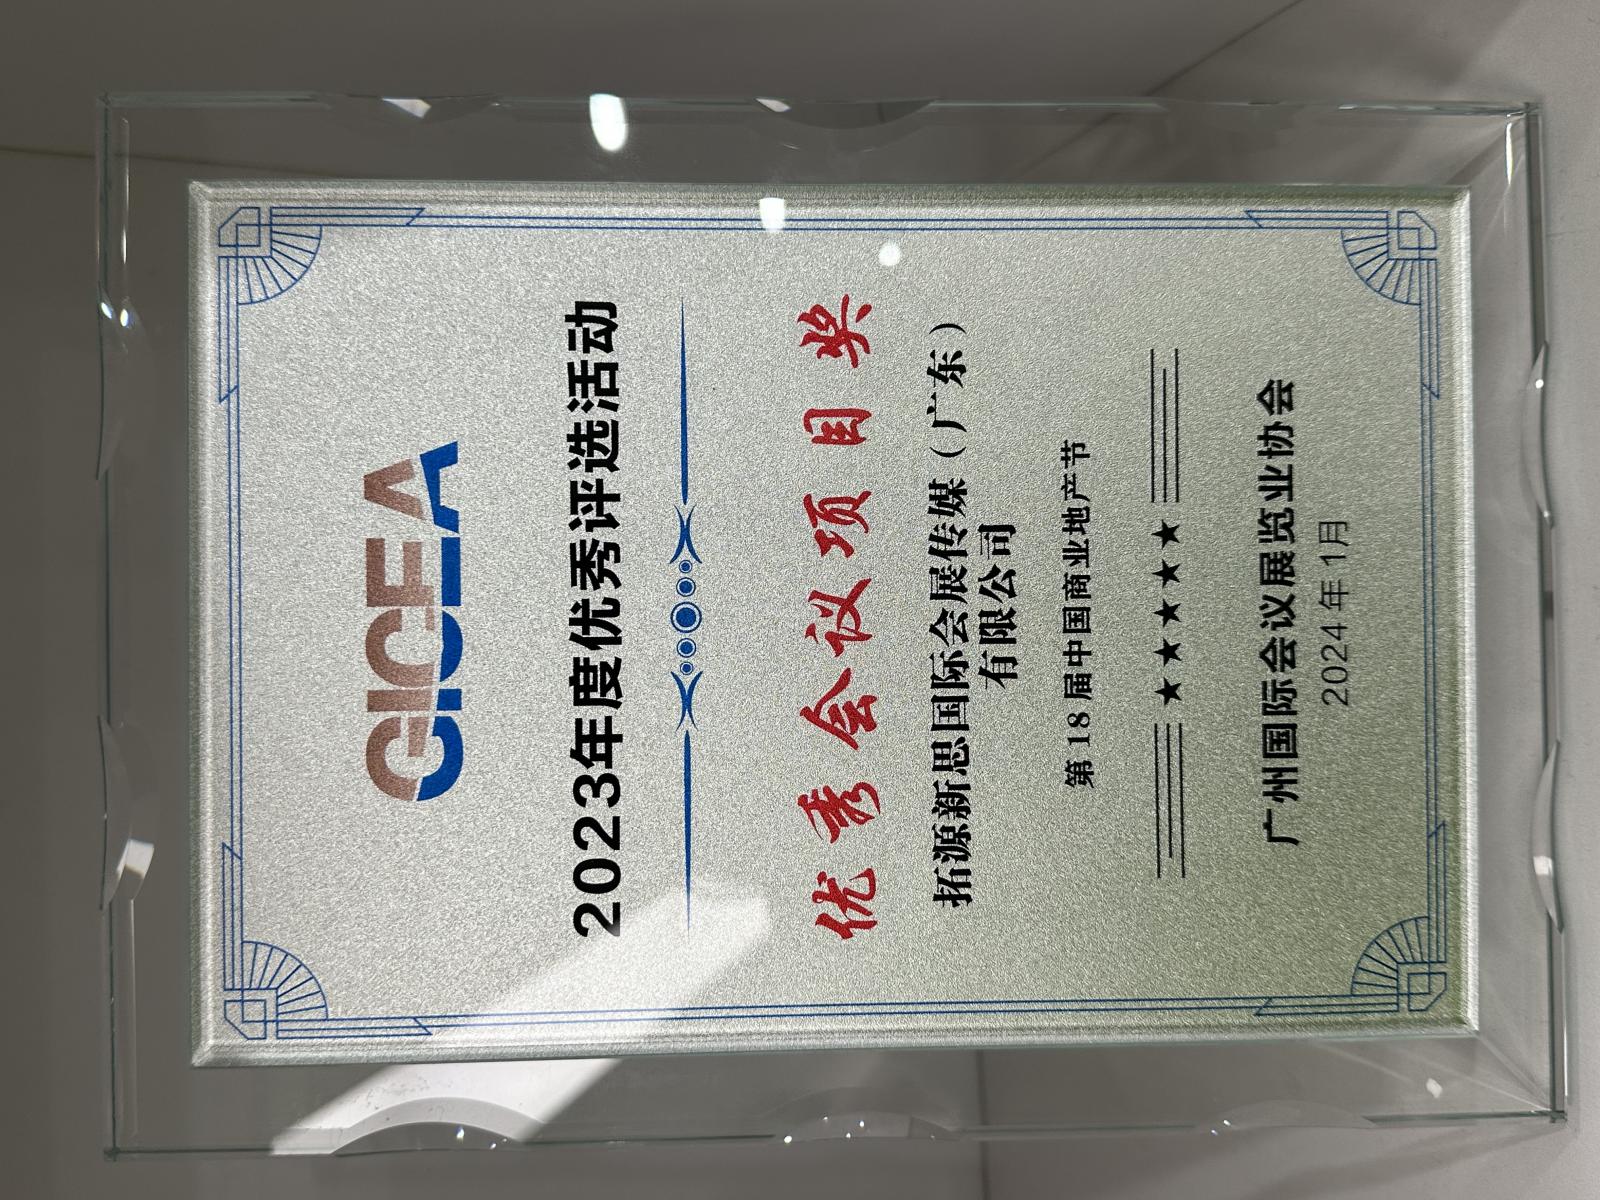 GICEA
2023年度优秀评选活动
优秀会议项目奖
拓源新思国际会展传媒（广东）
有限公司
第18届中国商业地产节
★★★★★
广州国际会议展览业协会
2024年1月